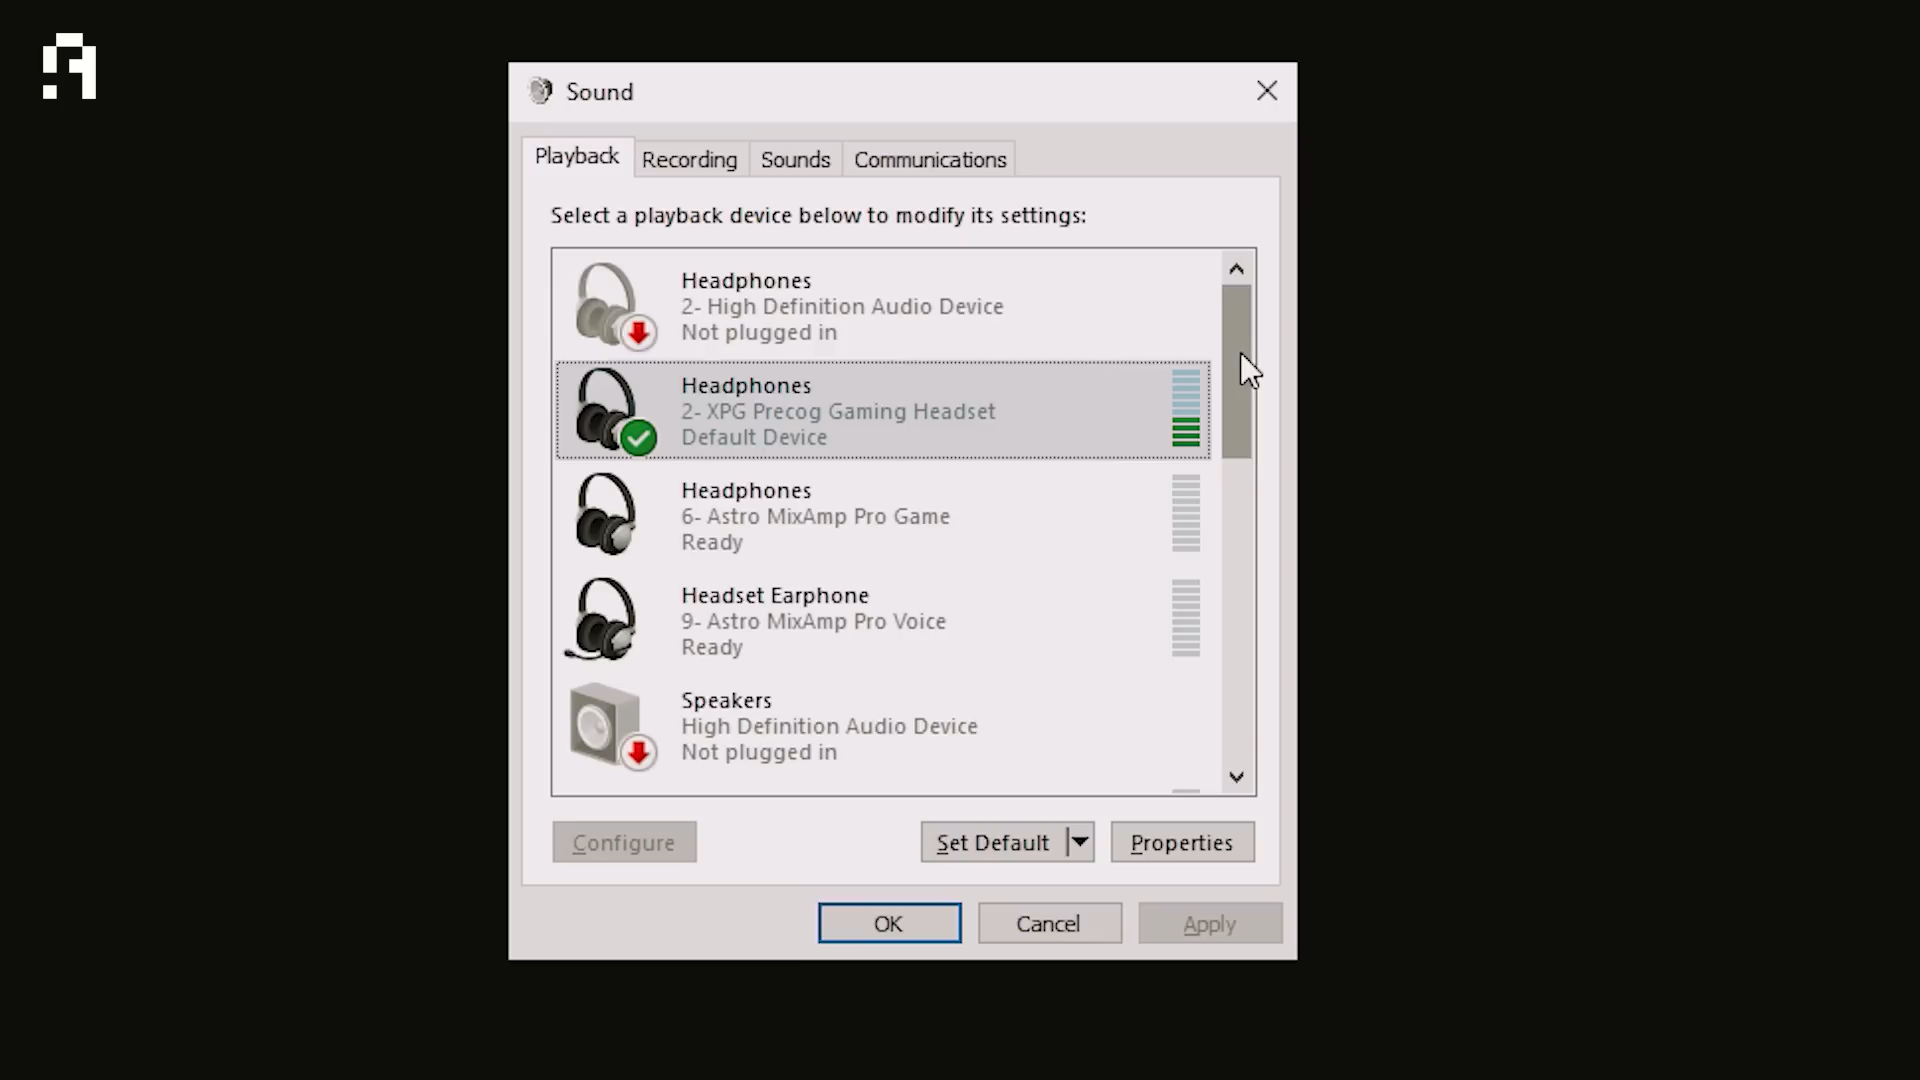 Sound
Playback
Recording
Sounds
Communications
Select a playback device below to modify its settings:
Headphones
2- High Definition Audio Device
Not plugged in
Headphones
2- XPG Precog Gaming Headset
Default Device
Headphones
6- Astro MixAmp Pro Game
Ready
Headset Earphone
9- Astro MixAmp Pro Voice
Ready
Speakers
High Definition Audio Device
Not plugged in
Configure
Set Default
Properties
OK
Cancel
Apply